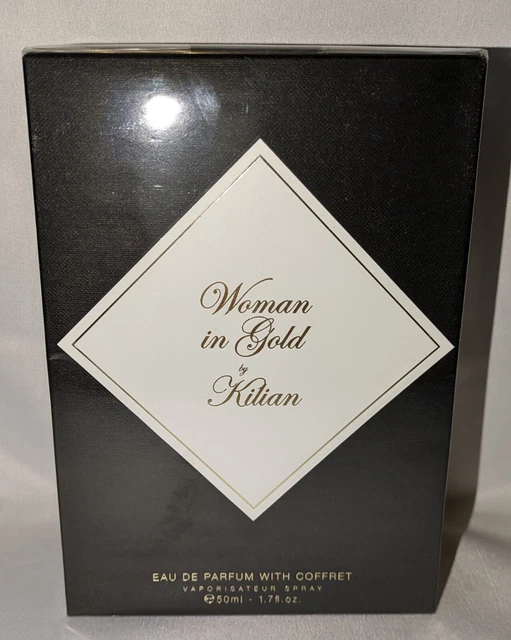 Woman
in Gold
by
Kilian
EAU DE PARFUM WITH COFFRET
VAPORISATEUR SPRAY
℮50ml - 1.7fl.oz.